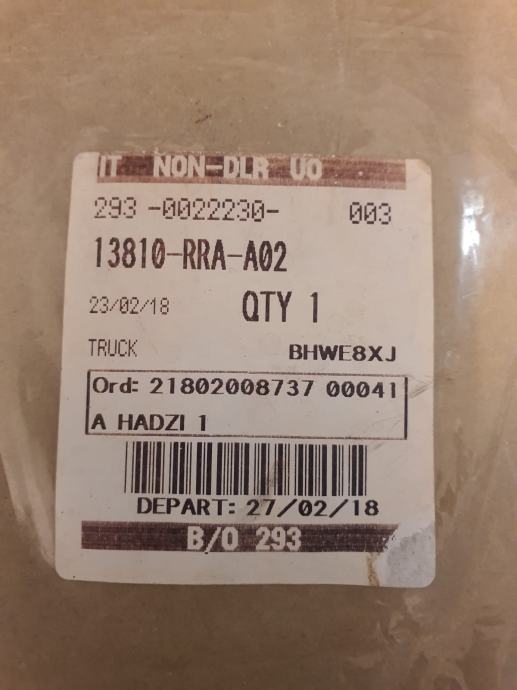 IT NON-DLR UO
293 -0022230- 003
13810-RRA-A02
23/02/18 QTY 1
TRUCK BHWE8XJ
Ord: 21802008737 00041
A HADZI 1
DEPART: 27/02/18
B/O 293